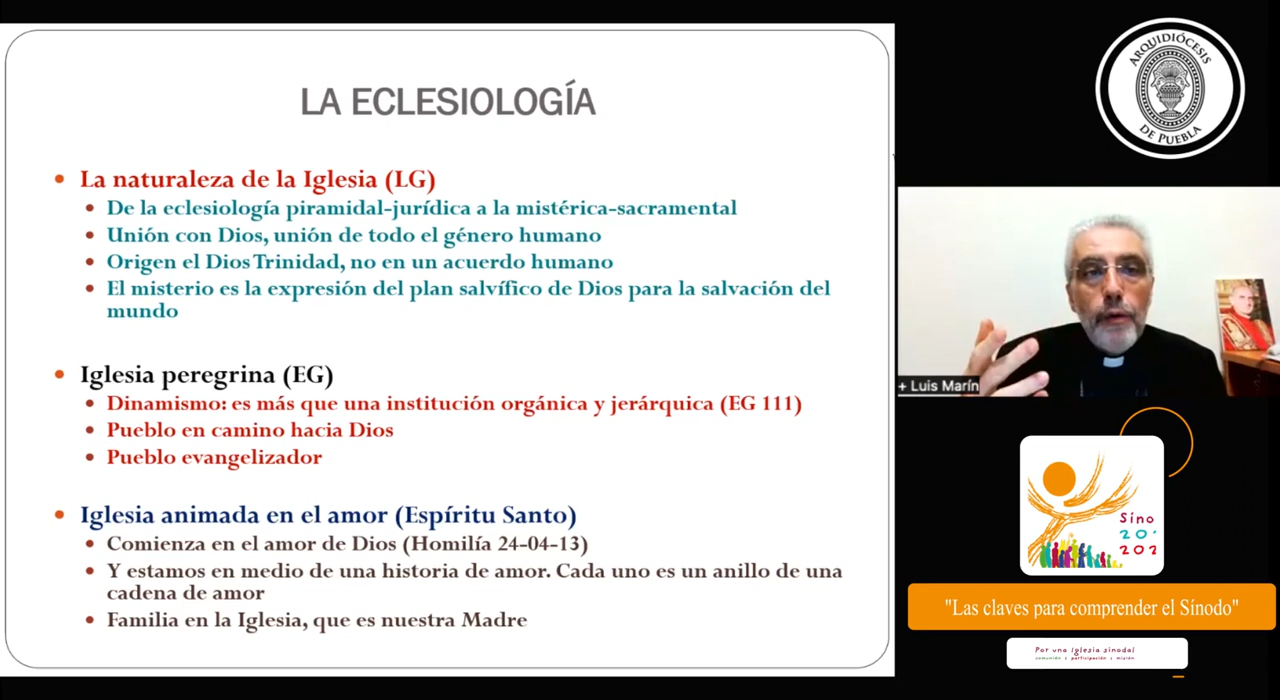 LA ECLESIOLOGÍA
La naturaleza de la Iglesia (LG)
De la eclesiología piramidal-jurídica a la mistérica-sacramental
Unión con Dios, unión de todo el género humano
Origen el Dios Trinidad, no en un acuerdo humano
El misterio es la expresión del plan salvífico de Dios para la salvación del
mundo
Iglesia peregrina (EG)
Dinamismo: es más que una institución orgánica y jerárquica (EG 111)
Pueblo en camino hacia Dios
Pueblo evangelizador
Iglesia animada en el amor (Espíritu Santo)
Comienza en el amor de Dios (Homilía 24-04-13)
Y estamos en medio de una historia de amor. Cada uno es un anillo de una
cadena de amor
Familia en la Iglesia, que es nuestra Madre
ARQUIDIÓCESIS
DE PUEBLA
+ Luis Marín
Síno
20
202
"Las claves para comprender el Sínodo"
Por una iglesia sinodal
comunión | participación | misión